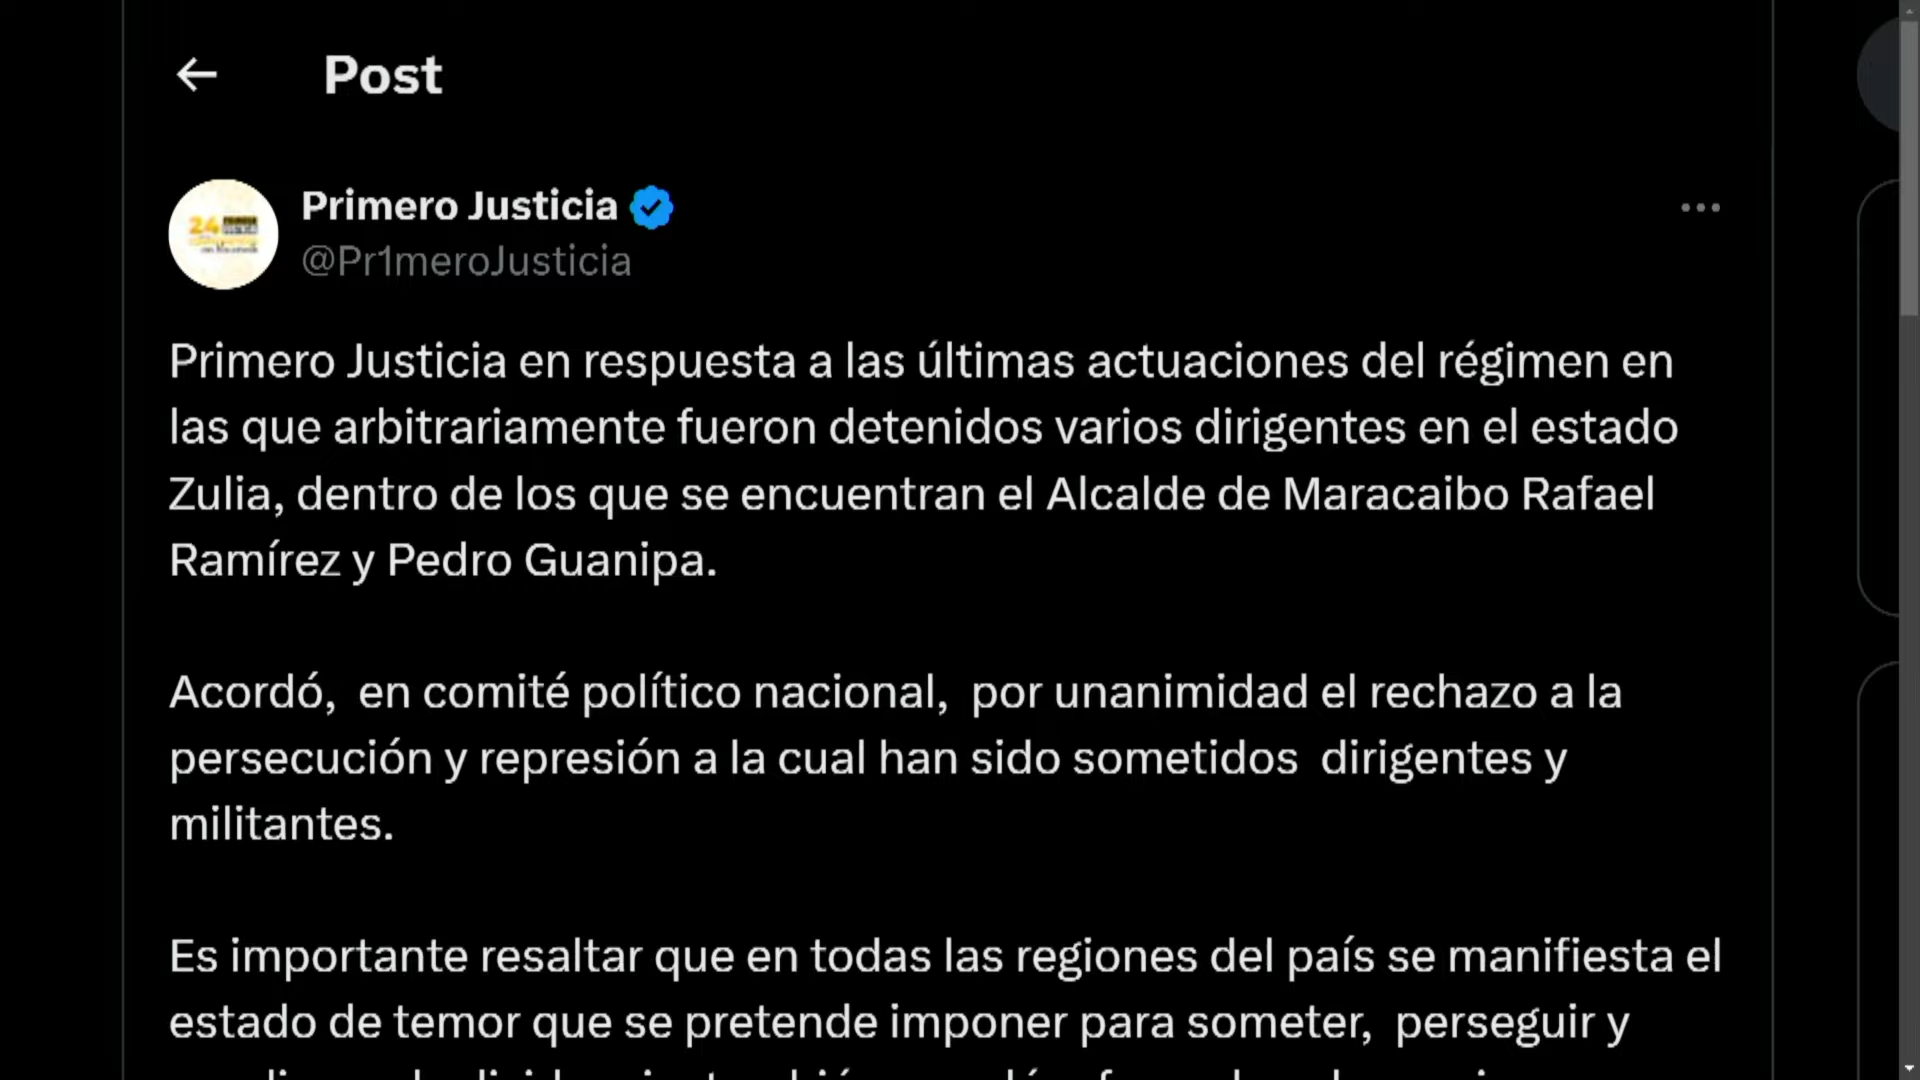 Post
Primero Justicia
@Pr1meroJusticia
Primero Justicia en respuesta a las últimas actuaciones del régimen en
las que arbitrariamente fueron detenidos varios dirigentes en el estado
Zulia, dentro de los que se encuentran el Alcalde de Maracaibo Rafael
Ramírez y Pedro Guanipa.
Acordó,  en comité político nacional,  por unanimidad el rechazo a la
persecución y represión a la cual han sido sometidos  dirigentes y
militantes.
Es importante resaltar que en todas las regiones del país se manifiesta el
estado de temor que se pretende imponer para someter,  perseguir y